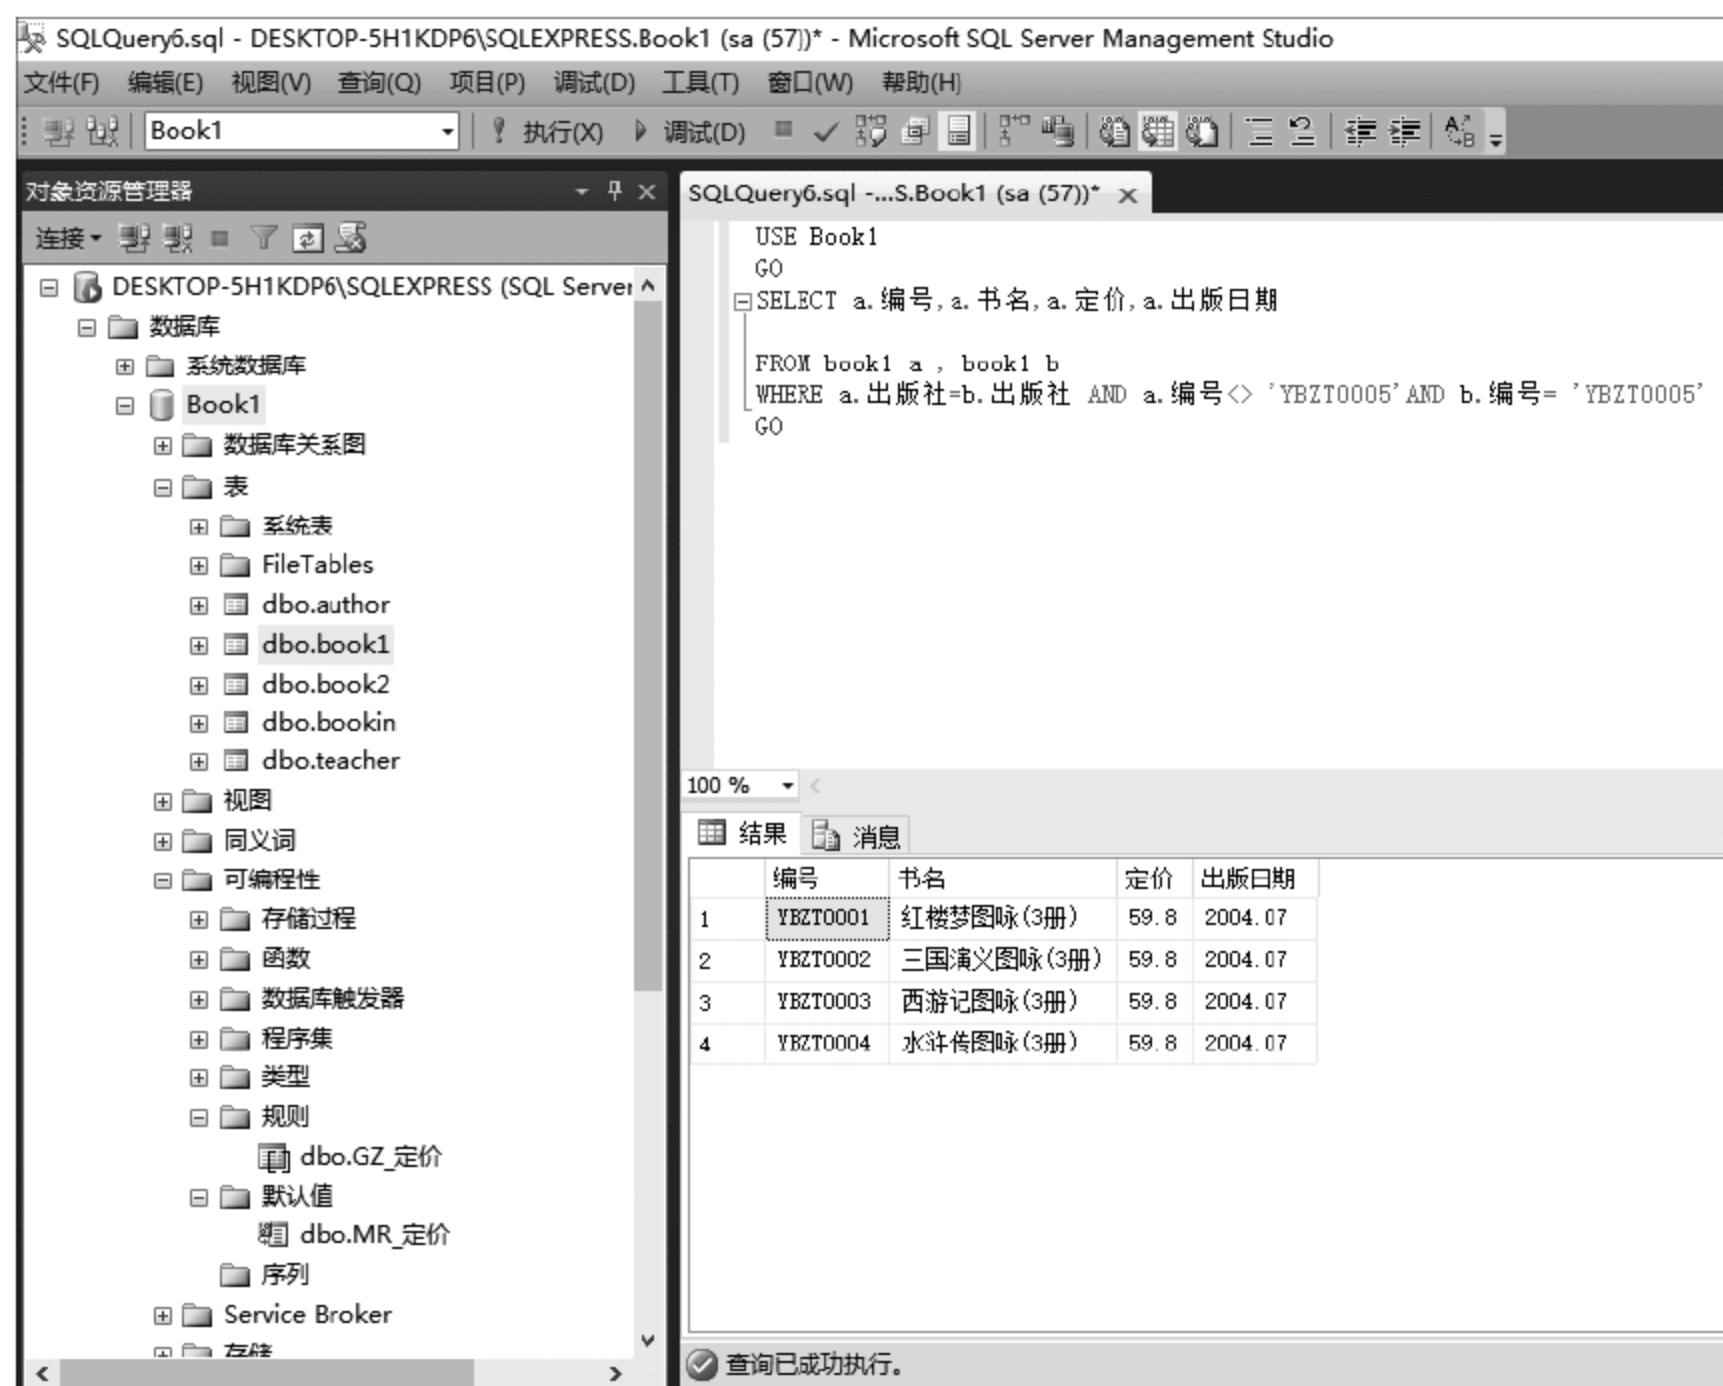 SQLQuery6.sql - DESKTOP-5H1KDP6\SQLEXPRESS.Book1 (sa (57))* - Microsoft SQL Server Management Studio
文件(F) 编辑(E) 视图(V) 查询(Q) 项目(P) 调试(D) 工具(T) 窗口(W) 帮助(H)
Book1 执行(X) 调试(D)
对象资源管理器
连接
DESKTOP-5H1KDP6\SQLEXPRESS (SQL Server
数据库
系统数据库
Book1
数据库关系图
表
系统表
FileTables
dbo.author
dbo.book1
dbo.book2
dbo.bookin
dbo.teacher
视图
同义词
可编程性
存储过程
函数
数据库触发器
程序集
类型
规则
dbo.GZ_定价
默认值
dbo.MR_定价
序列
Service Broker
存储
SQLQuery6.sql -...S.Book1 (sa (57))*
USE Book1
GO
SELECT a.编号,a.书名,a.定价,a.出版日期
FROM book1 a , book1 b
WHERE a.出版社=b.出版社 AND a.编号<> 'YBZT0005'AND b.编号= 'YBZT0005'
GO
100 %
结果 消息
编号 书名 定价 出版日期
1 YBZT0001 红楼梦图咏(3册) 59.8 2004.07
2 YBZT0002 三国演义图咏(3册) 59.8 2004.07
3 YBZT0003 西游记图咏(3册) 59.8 2004.07
4 YBZT0004 水浒传图咏(3册) 59.8 2004.07
查询已成功执行。